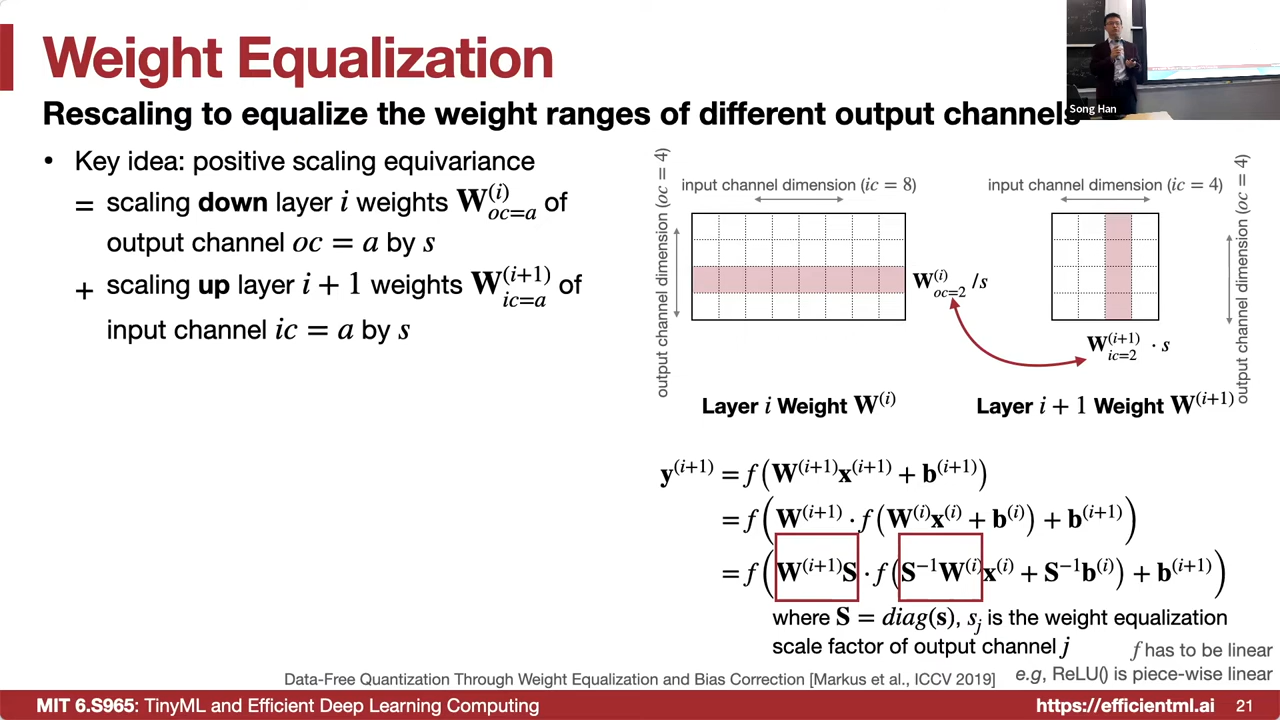 Weight Equalization
Rescaling to equalize the weight ranges of different output channels
Song Han
• Key idea: positive scaling equivariance
= scaling down layer i weights W^{(i)}_{oc=a} of
output channel oc = a by s
+ scaling up layer i + 1 weights W^{(i+1)}_{ic=a} of
input channel ic = a by s
output channel dimension (oc = 4)
input channel dimension (ic = 8)
W^{(i)}_{oc=2} /s
Layer i Weight W^{(i)}
input channel dimension (ic = 4)
output channel dimension (oc = 4)
W^{(i+1)}_{ic=2} · s
Layer i + 1 Weight W^{(i+1)}
y^{(i+1)} = f(W^{(i+1)}x^{(i+1)} + b^{(i+1)})
= f(W^{(i+1)} · f(W^{(i)}x^{(i)} + b^{(i)}) + b^{(i+1)})
= f(W^{(i+1)}S · f(S^{−1}W^{(i)}x^{(i)} + S^{−1}b^{(i)}) + b^{(i+1)})
where S = diag(s), s_j is the weight equalization
scale factor of output channel j
f has to be linear
e.g, ReLU() is piece-wise linear
Data-Free Quantization Through Weight Equalization and Bias Correction [Markus et al., ICCV 2019]
MIT 6.S965: TinyML and Efficient Deep Learning Computing
https://efficientml.ai
21